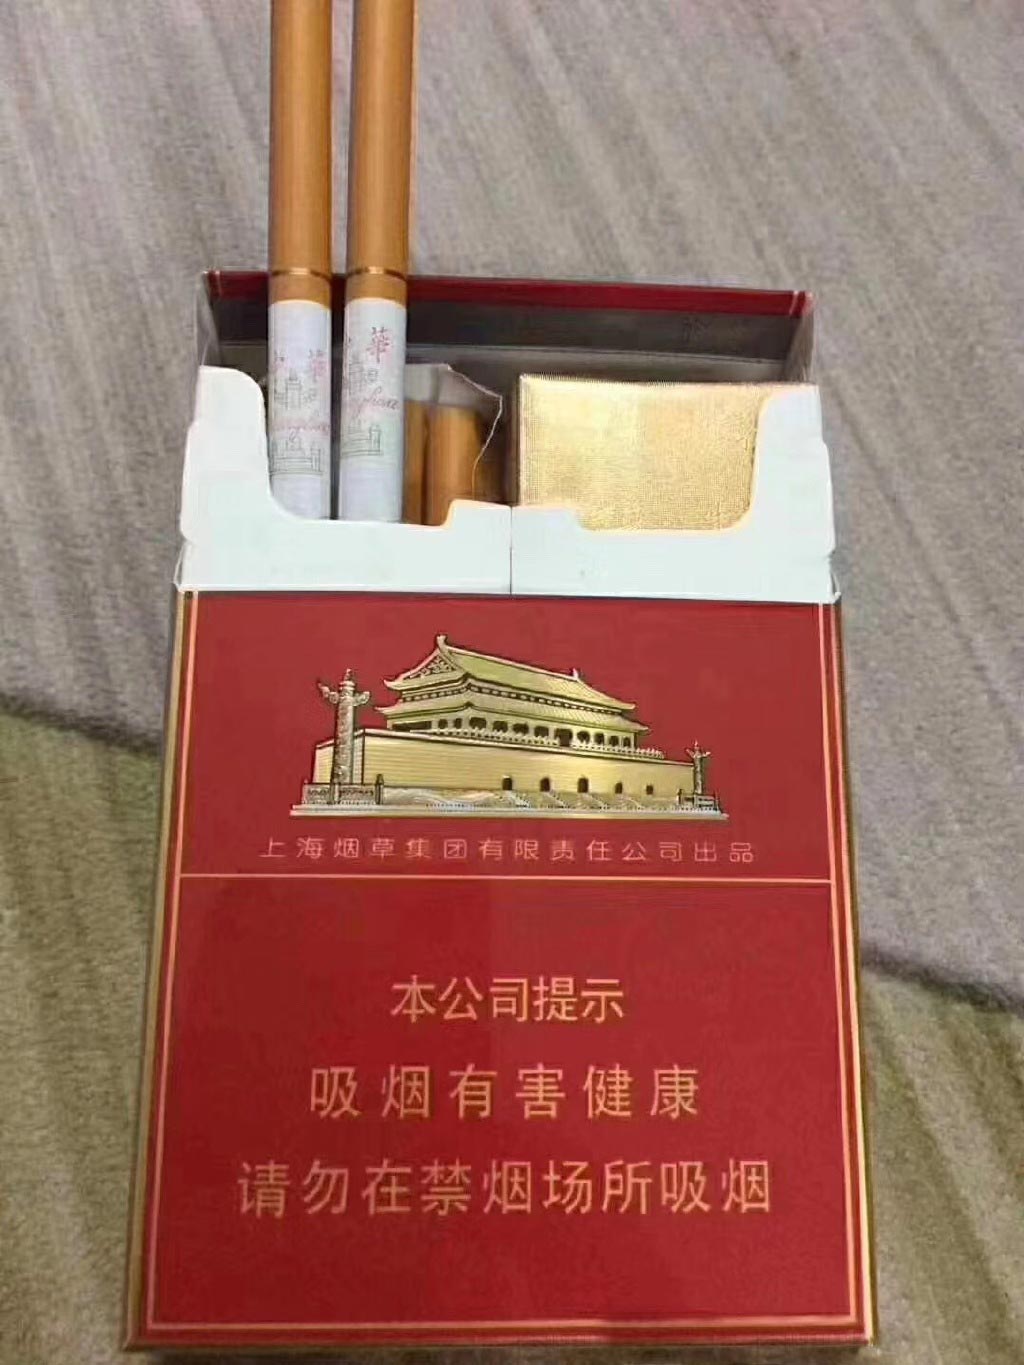 華
華
上海烟草集团有限责任公司出品
本公司提示
吸烟有害健康
请勿在禁烟场所吸烟